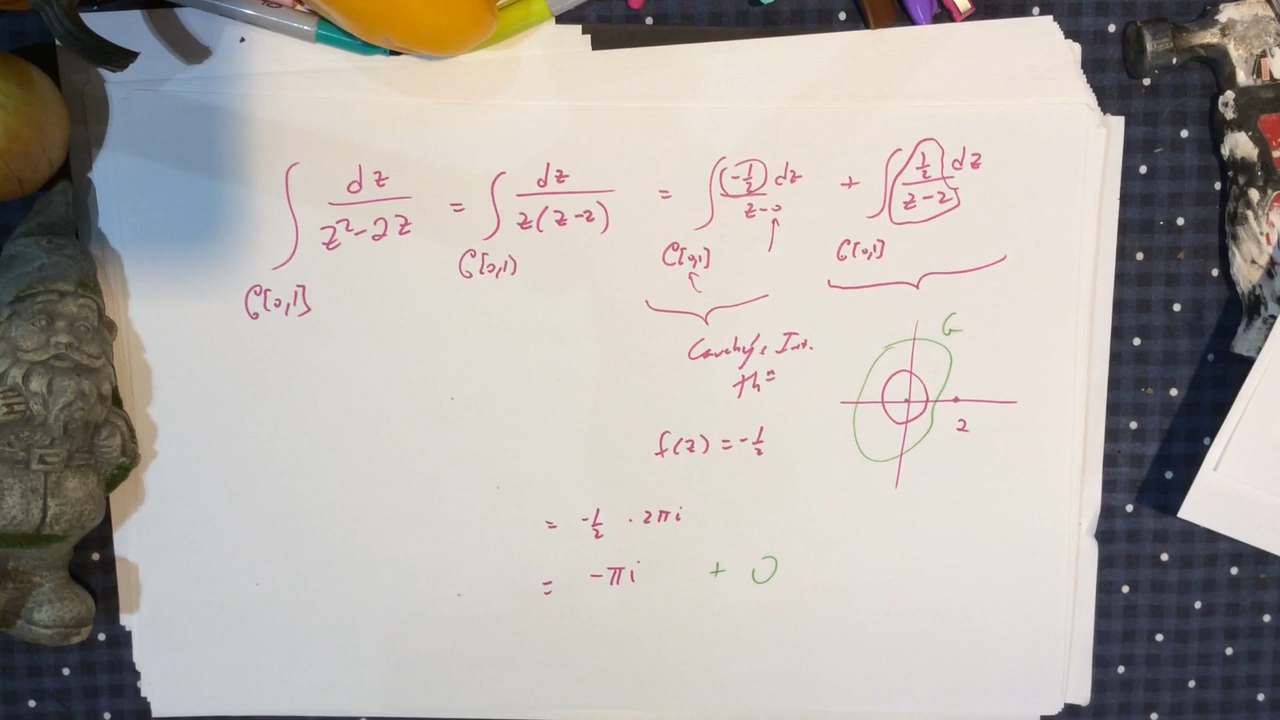 ∫ dz / (z² - 2z) = ∫ dz / (z(z-2)) = ∫ (-½) dz / (z-0) + ∫ ½ dz / (z-2)
C[0,1] C[0,1) C[0,1] C[0,1]
Cauchy's Int. G
thm
2
f(z) = -½
= -½ · 2πi
= -πi + 0